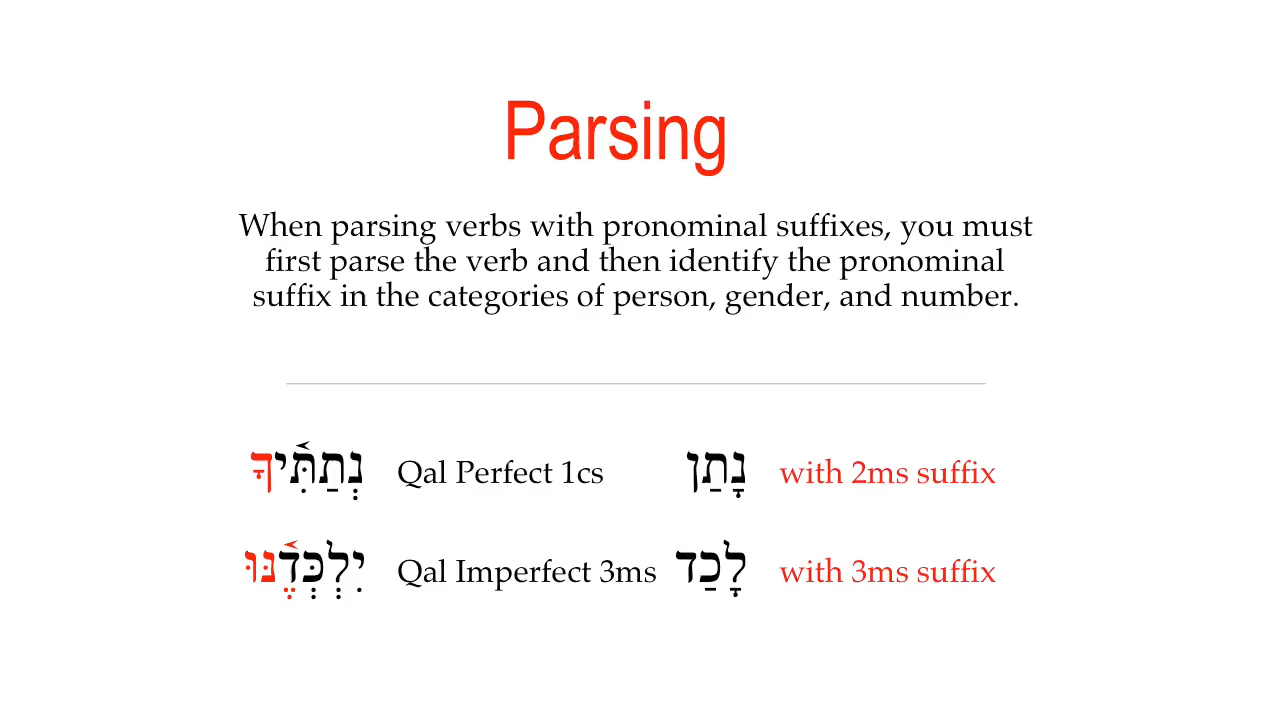 Parsing
When parsing verbs with pronominal suffixes, you must
first parse the verb and then identify the pronominal
suffix in the categories of person, gender, and number.
נְתַתִּ֫יךָ Qal Perfect 1cs נָתַן with 2ms suffix
יִלְכְּדֶ֫נּוּ Qal Imperfect 3ms לָכַד with 3ms suffix